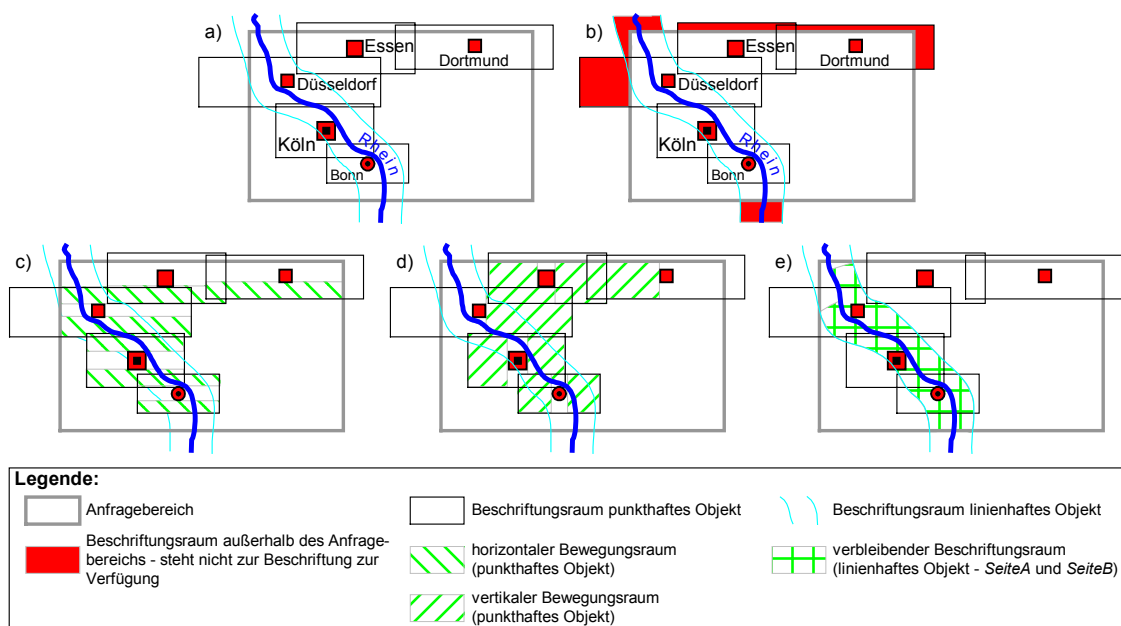 a)
Essen
Dortmund
Düsseldorf
Köln
Rhein
Bonn
b)
Essen
Dortmund
Düsseldorf
Köln
Rhein
Bonn
c)
d)
e)
Legende:
Anfragebereich
Beschriftungsraum außerhalb des Anfrage-
bereichs - steht nicht zur Beschriftung zur
Verfügung
Beschriftungsraum punkthaftes Objekt
horizontaler Bewegungsraum
(punkthaftes Objekt)
vertikaler Bewegungsraum
(punkthaftes Objekt)
Beschriftungsraum linienhaftes Objekt
verbleibender Beschriftungsraum
(linienhaftes Objekt - SeiteA und SeiteB)